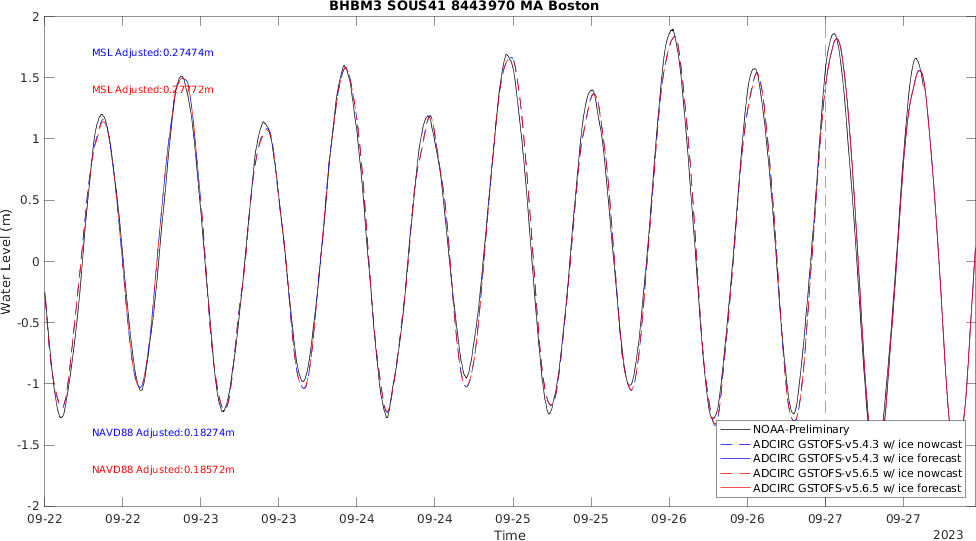 BHBM3 SOUS41 8443970 MA Boston
2
1.5
1
0.5
0
-0.5
-1
-1.5
-2
Water Level (m)
MSL Adjusted:0.27474m
MSL Adjusted:0.27772m
NAVD88 Adjusted:0.18274m
NAVD88 Adjusted:0.18572m
NOAA-Preliminary
ADCIRC GSTOFS-v5.4.3 w/ ice nowcast
ADCIRC GSTOFS-v5.4.3 w/ ice forecast
ADCIRC GSTOFS-v5.6.5 w/ ice nowcast
ADCIRC GSTOFS-v5.6.5 w/ ice forecast
09-22 09-22 09-23 09-23 09-24 09-24 09-25 09-25 09-26 09-26 09-27 09-27
Time
2023